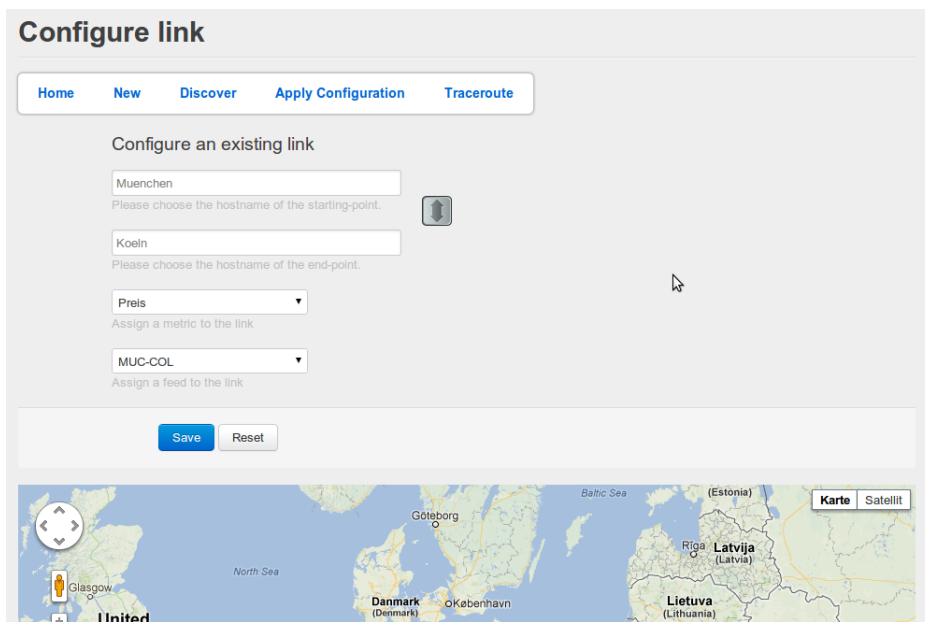 Configure link
Home New Discover Apply Configuration Traceroute
Configure an existing link
Muenchen
Please choose the hostname of the starting-point.
Koeln
Please choose the hostname of the end-point.
Preis
Assign a metric to the link
MUC-COL
Assign a feed to the link
Save Reset
Baltic Sea
(Estonia)
Karte Satellit
Göteborg
Rīga
Latvija
(Latvia)
North Sea
Glasgow
Danmark
(Denmark)
København
Lietuva
(Lithuania)
United